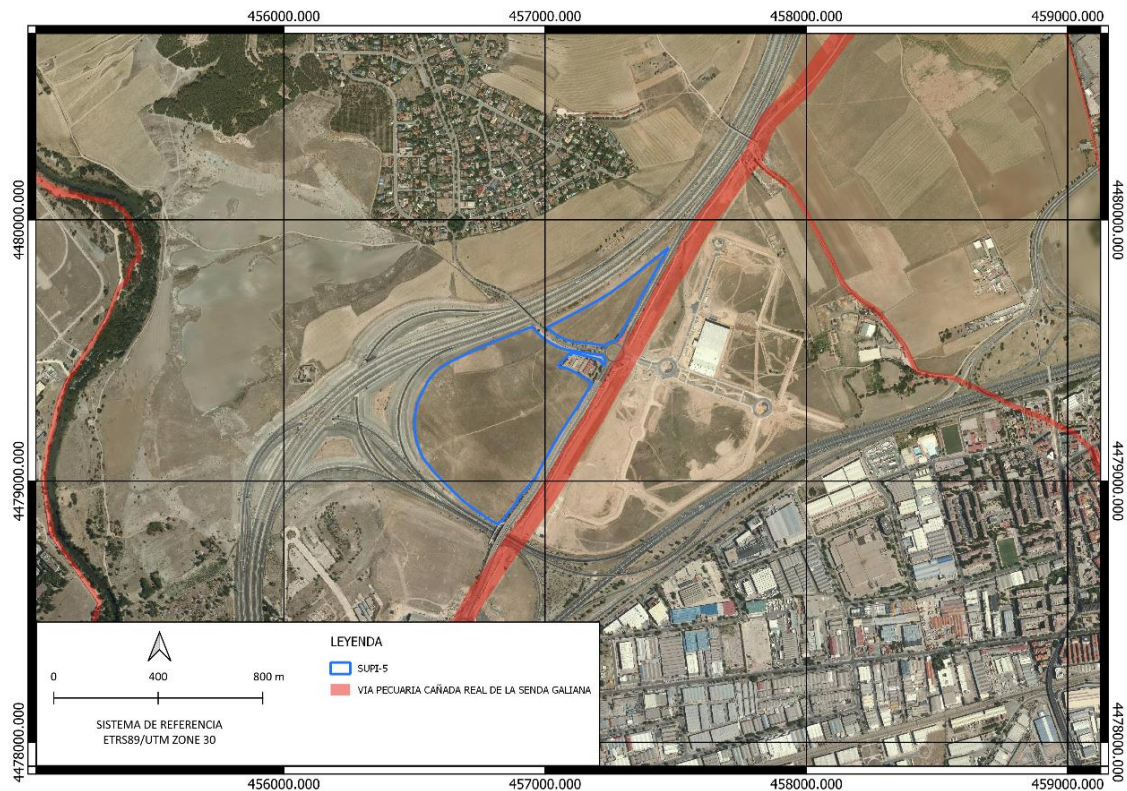 456000.000 457000.000 458000.000 459000.000
4480000.000 4480000.000
4479000.000 4479000.000
4478000.000 4478000.000
LEYENDA
SUPI-5
VIA PECUARIA CAÑADA REAL DE LA SENDA GALIANA
0 400 800 m
SISTEMA DE REFERENCIA
ETRS89/UTM ZONE 30
456000.000 457000.000 458000.000 459000.000